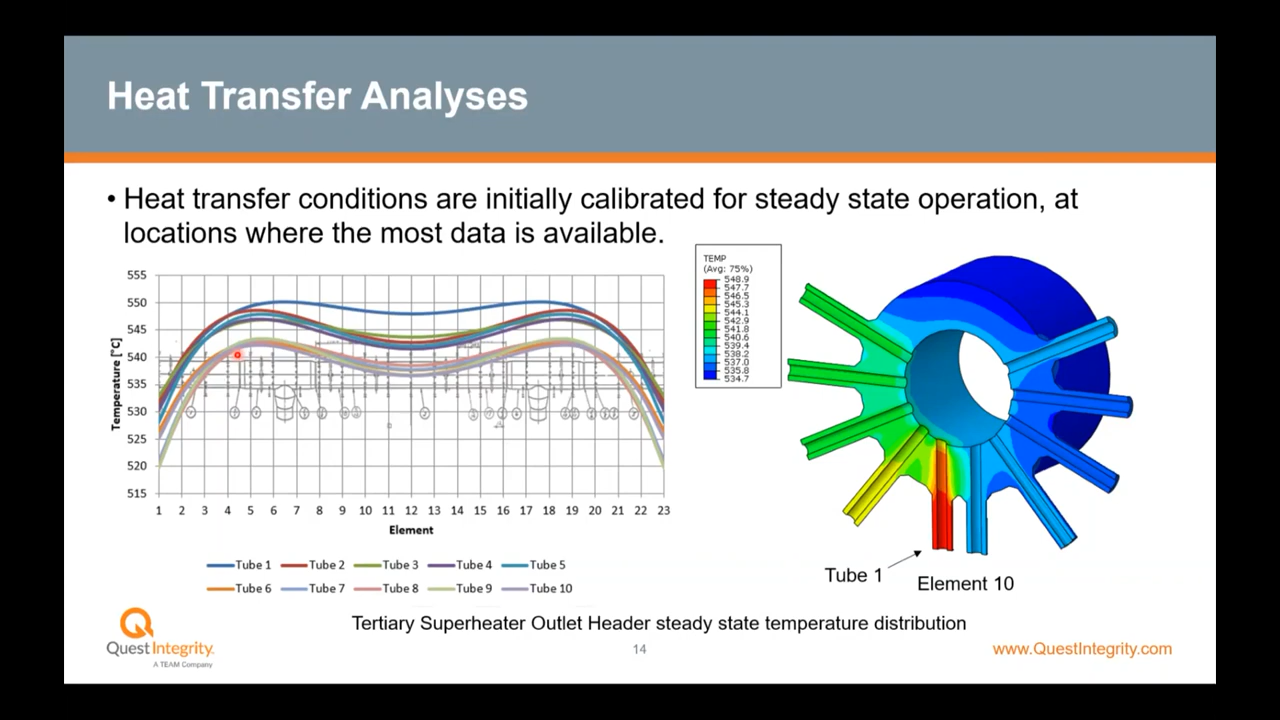 Heat Transfer Analyses
• Heat transfer conditions are initially calibrated for steady state operation, at
locations where the most data is available.
Temperature [°C]
555
550
545
540
535
530
525
520
515
1 2 3 4 5 6 7 8 9 10 11 12 13 14 15 16 17 18 19 20 21 22 23
Element
Tube 1 Tube 2 Tube 3 Tube 4 Tube 5
Tube 6 Tube 7 Tube 8 Tube 9 Tube 10
TEMP
(Avg: 75%)
548.9
547.7
546.5
545.3
544.1
542.9
541.8
540.6
539.4
538.2
537.0
535.8
534.7
Tube 1
Element 10
Tertiary Superheater Outlet Header steady state temperature distribution
Quest Integrity
A TEAM Company
14
www.QuestIntegrity.com